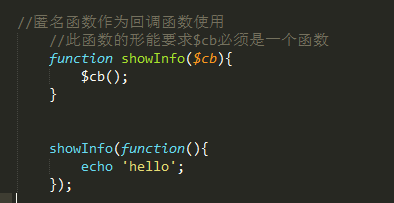 //匿名函数作为回调函数使用
//此函数的形能要求$cb必须是一个函数
function showInfo($cb){
$cb();
}
showInfo(function(){
echo 'hello';
});